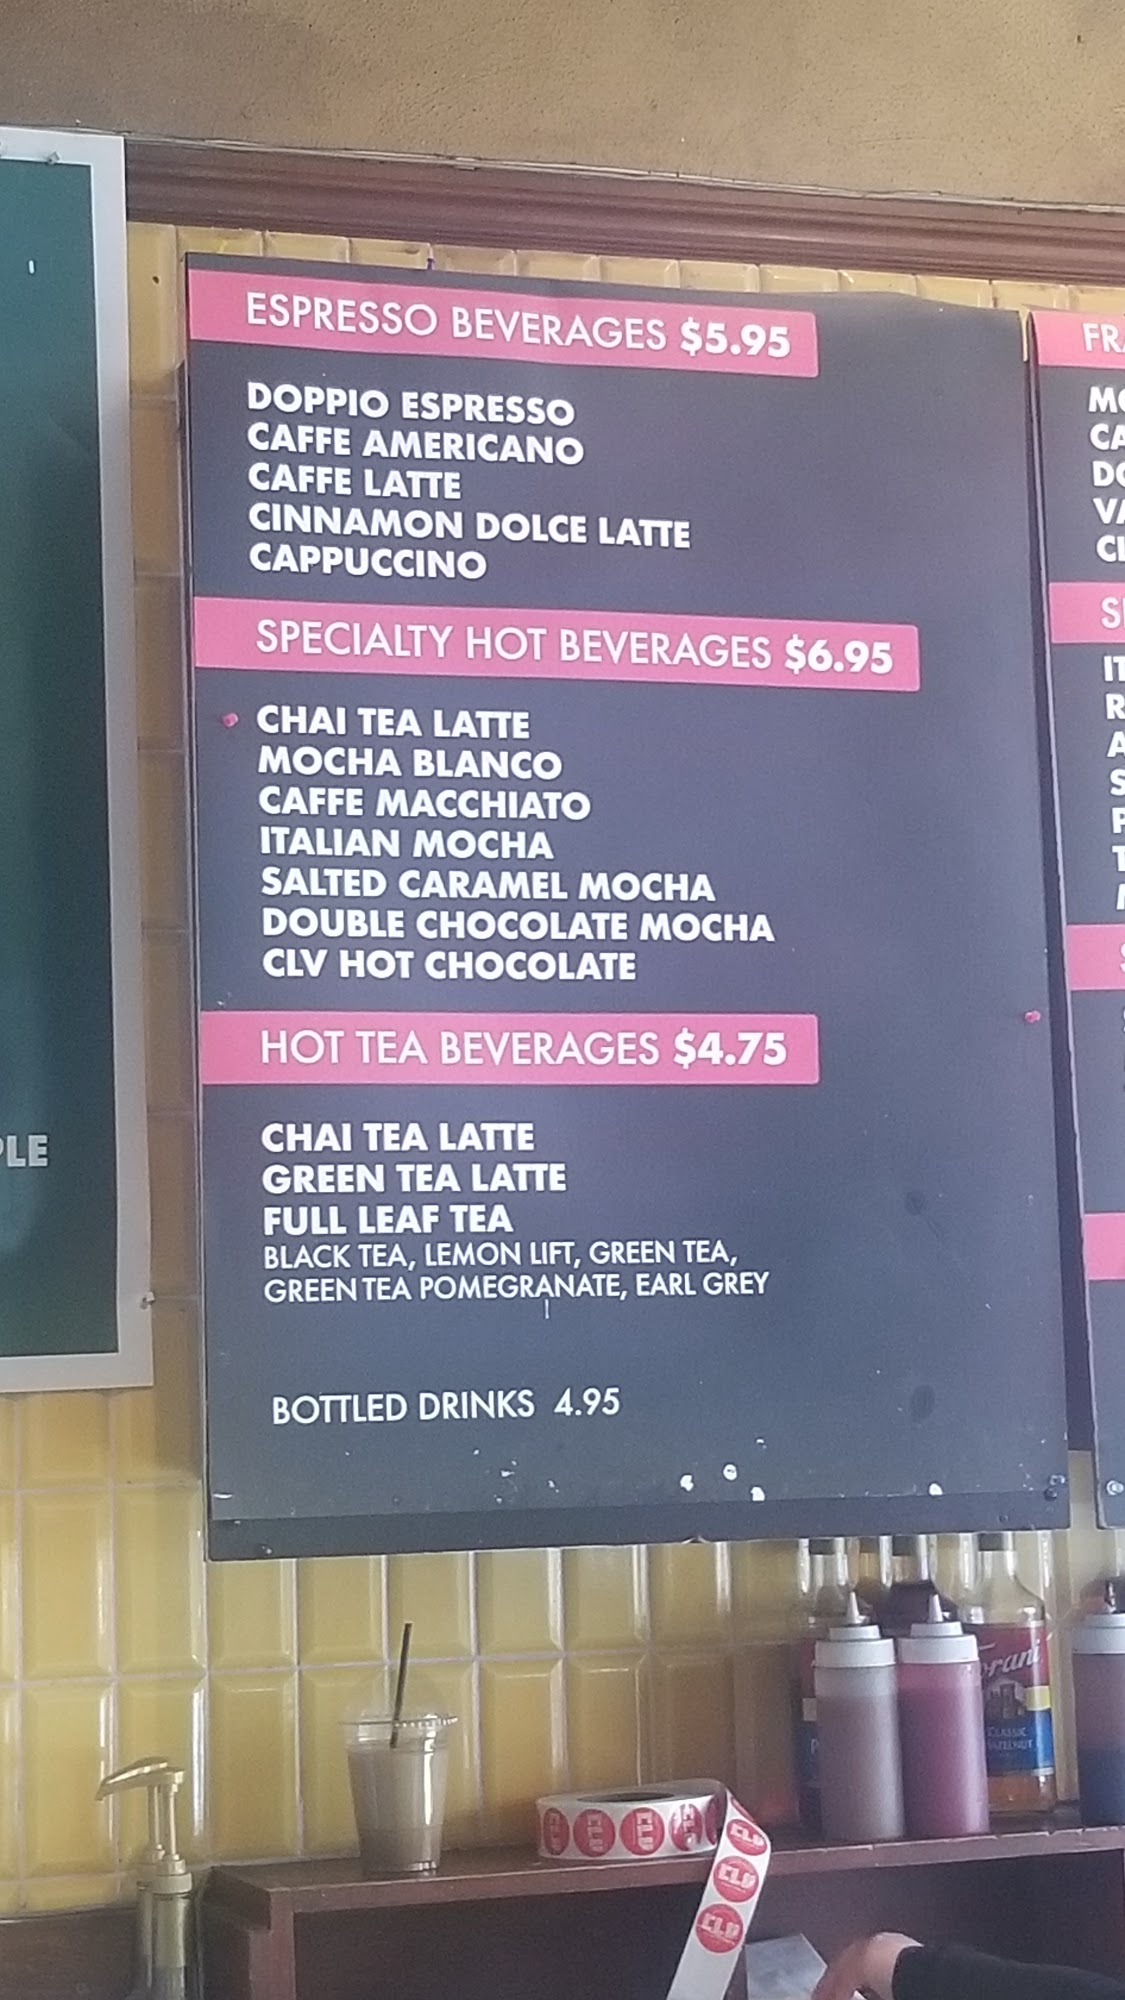 ESPRESSO BEVERAGES $5.95
DOPPIO ESPRESSO
CAFFE AMERICANO
CAFFE LATTE
CINNAMON DOLCE LATTE
CAPPUCCINO
SPECIALTY HOT BEVERAGES $6.95
CHAI TEA LATTE
MOCHA BLANCO
CAFFE MACCHIATO
ITALIAN MOCHA
SALTED CARAMEL MOCHA
DOUBLE CHOCOLATE MOCHA
CLV HOT CHOCOLATE
HOT TEA BEVERAGES $4.75
CHAI TEA LATTE
GREEN TEA LATTE
FULL LEAF TEA
BLACK TEA, LEMON LIFT, GREEN TEA,
GREEN TEA POMEGRANATE, EARL GREY
BOTTLED DRINKS 4.95
CLASSIC